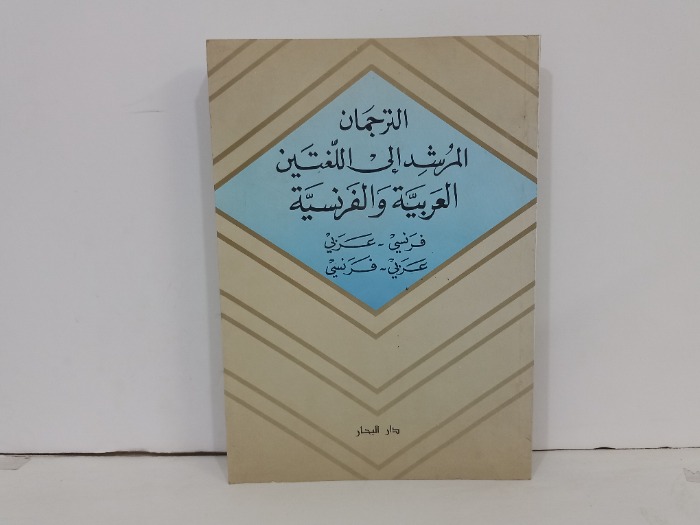 الترجمان
المرشد إلى اللغتين
العربية والفرنسية
فرنسي - عربي
عربي - فرنسي
دار البحار